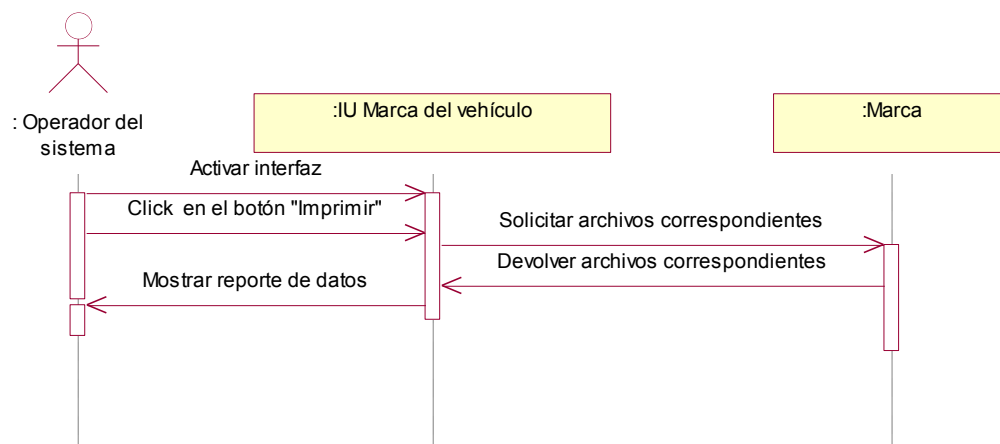 : Operador del
sistema
:IU Marca del vehículo
:Marca
Activar interfaz
Click en el botón "Imprimir"
Solicitar archivos correspondientes
Devolver archivos correspondientes
Mostrar reporte de datos